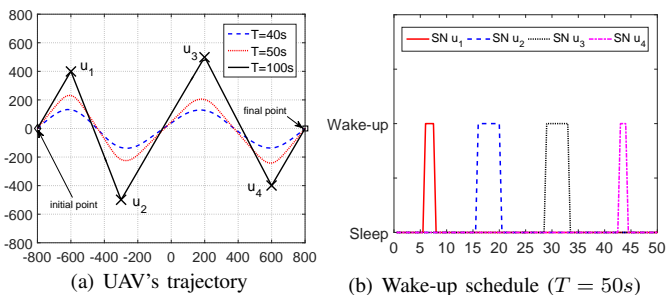 800
600
400
200
0
-200
-400
-600
-800
-800 -600 -400 -200 0 200 400 600 800
u1
u2
u3
u4
T=40s
T=50s
T=100s
initial point
final point
(a) UAV's trajectory
SN u1 SN u2 SN u3 SN u4
Wake-up
Sleep
0 5 10 15 20 25 30 35 40 45 50
(b) Wake-up schedule (T = 50s)